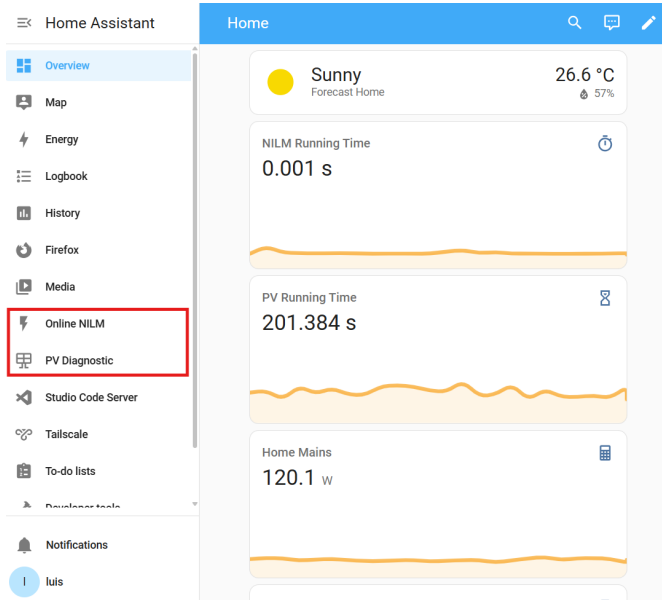 Home Assistant
Overview
Map
Energy
Logbook
History
Firefox
Media
Online NILM
PV Diagnostic
Studio Code Server
Tailscale
To-do lists
Developer tools
Notifications
l luis
Home
Sunny
Forecast Home
26.6 °C
57%
NILM Running Time
0.001 s
PV Running Time
201.384 s
Home Mains
120.1 W